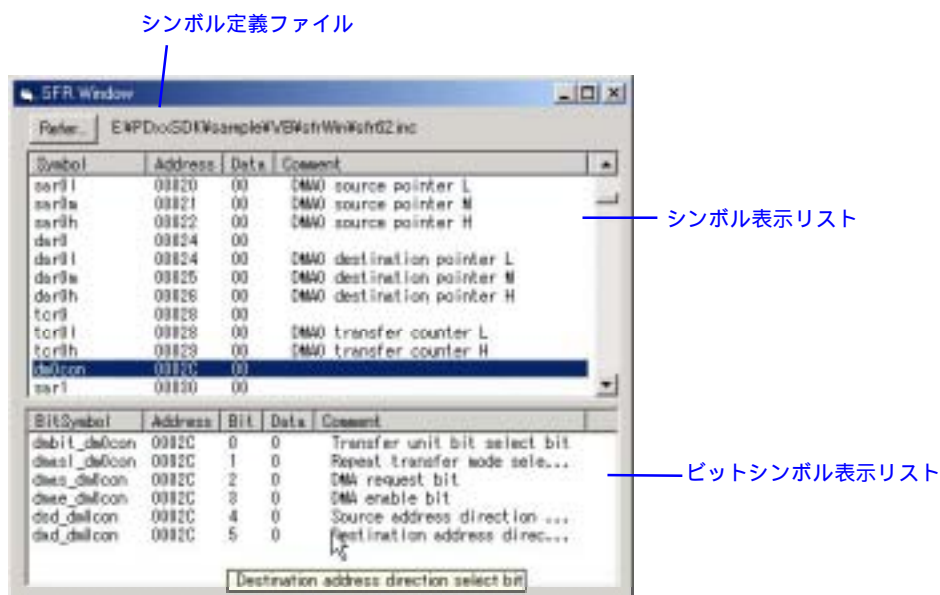 シンボル定義ファイル
SFR Window
Refer... E:¥PDxxSDK¥sample¥VB¥sfrWin¥sfr62.inc
Symbol Address Data Comment
sar0l 00020 00 DMA0 source pointer L
sar0m 00021 00 DMA0 source pointer M
sar0h 00022 00 DMA0 source pointer H
シンボル表示リスト
dar0 00024 00
dar0l 00024 00 DMA0 destination pointer L
dar0m 00025 00 DMA0 destination pointer M
dar0h 00026 00 DMA0 destination pointer H
tcr0 00028 00
tcr0l 00028 00 DMA0 transfer counter L
tcr0h 00029 00 DMA0 transfer counter H
dm0con 0002C 00
sar1 00030 00
BitSymbol Address Bit Data Comment
dmbit_dm0con 0002C 0 0 Transfer unit bit select bit
dmasl_dm0con 0002C 1 0 Repeat transfer mode sele...
ビットシンボル表示リスト
dmas_dm0con 0002C 2 0 DMA request bit
dmae_dm0con 0002C 3 0 DMA enable bit
dsd_dm0con 0002C 4 0 Source address direction ...
dad_dm0con 0002C 5 0 Destination address direc...
Destination address direction select bit